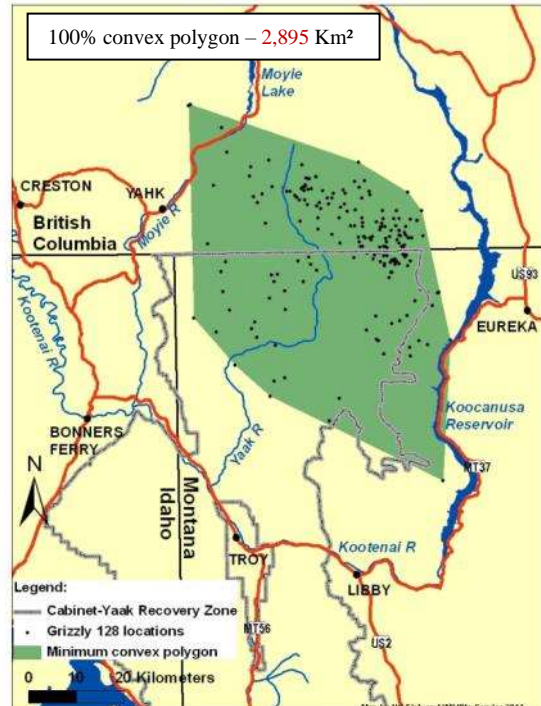 100% convex polygon – 2,895 Km²
Moyie
Lake
CRESTON
YAHK
British
Columbia
Moyie R
US93
EUREKA
Kootenai R
Koocanusa
Reservoir
BONNERS
FERRY
Yaak R
MT37
N
Montana
Idaho
TROY
Kootenai R
LIBBY
Legend:
Cabinet-Yaak Recovery Zone
Grizzly 128 locations
Minimum convex polygon
MT56
US2
0 10 20 Kilometers